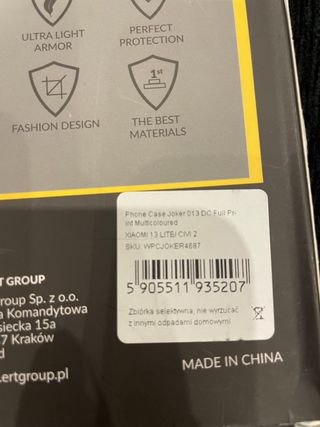 ULTRA LIGHT
ARMOR
PERFECT
PROTECTION
FASHION DESIGN
1st
THE BEST
MATERIALS
Phone Case Joker 013 DC Full Pr-
int Multicoloured
XIAOMI 13 LITE/ CIVI 2
SKU: WPCJOKER4687
5 905511 935207
Zbiórka selektywna, nie wyrzucać
z innymi odpadami domowymi
RT GROUP
Group Sp. z o.o.
a Komandytowa
siecka 15a
7 Kraków
d
ertgroup.pl
MADE IN CHINA